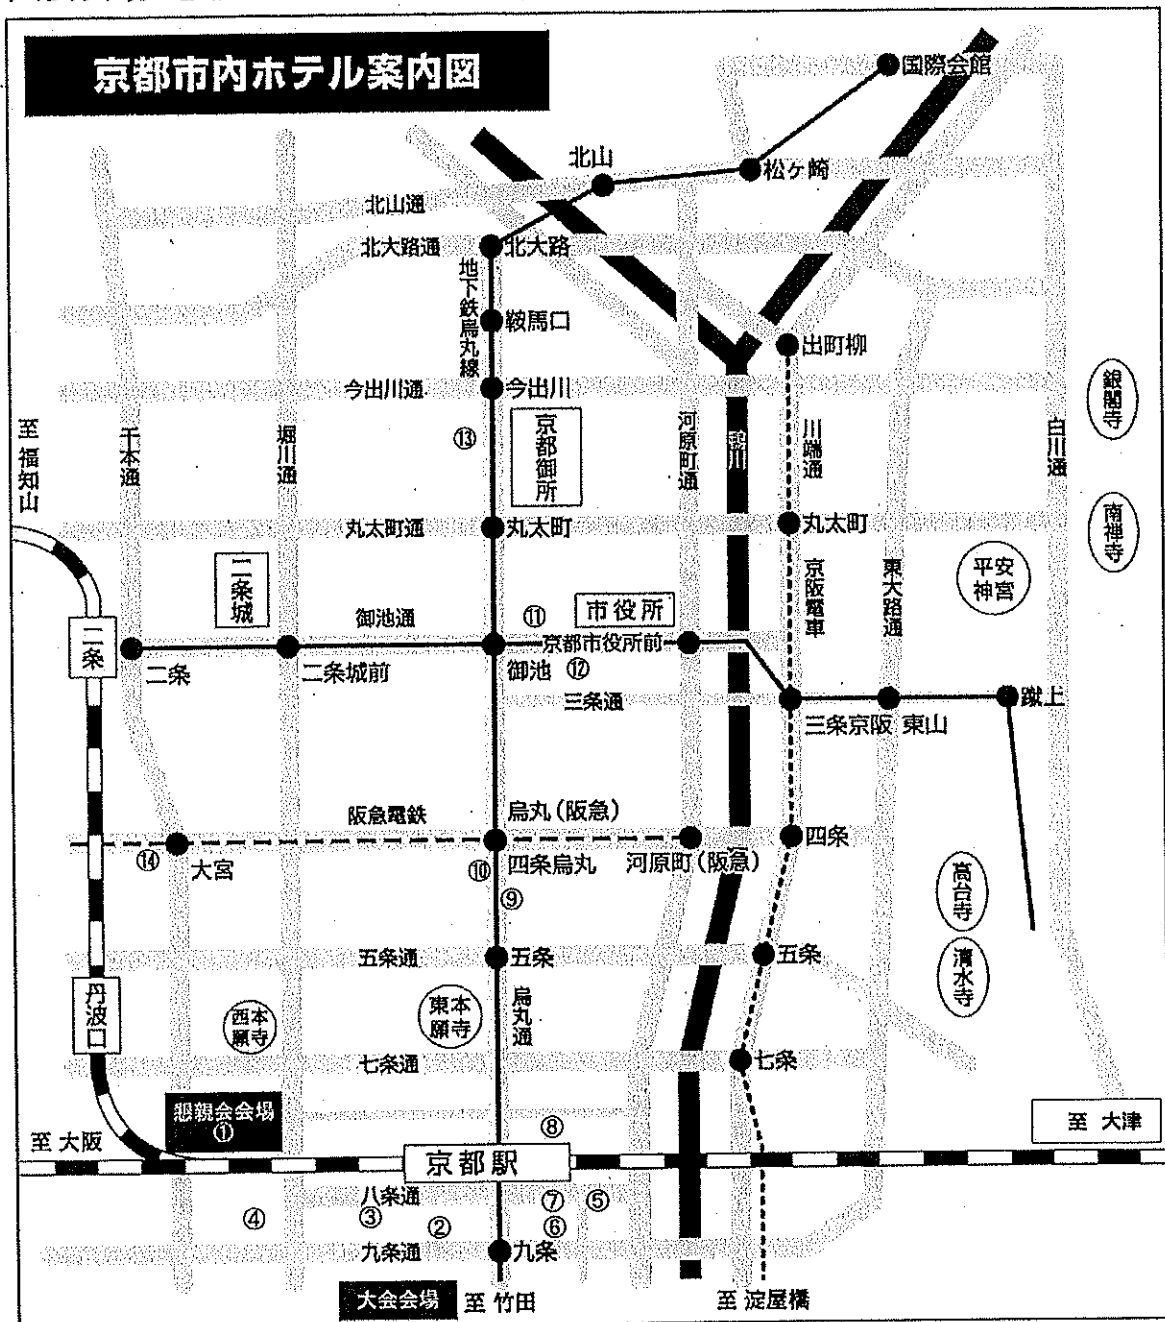 京都市内ホテル案内図
国際会館
北山
松ヶ崎
北山通
北大路通
北大路
地下鉄烏丸線
鞍馬口
出町柳
今出川通
今出川
銀閣寺
至 福知山
千本通
堀川通
⑬
京都御所
河原町通
鴨川
川端通
白川通
丸太町通
丸太町
丸太町
南禅寺
二条城
京阪電車
東大路通
平安神宮
御池通
⑪
市役所
二条
京都市役所前
二条
二条城前
御池
⑫
三条通
三条京阪
東山
蹴上
阪急電鉄
烏丸(阪急)
⑭
大宮
⑩
四条烏丸
河原町(阪急)
四条
⑨
高台寺
五条通
五条
五条
清水寺
丹波口
西本願寺
東本願寺
烏丸通
七条通
七条
懇親会会場
①
⑧
至 大津
至 大阪
京都駅
八条通
⑦
⑤
④
③
②
⑥
九条通
九条
大会会場
至 竹田
至 淀屋橋